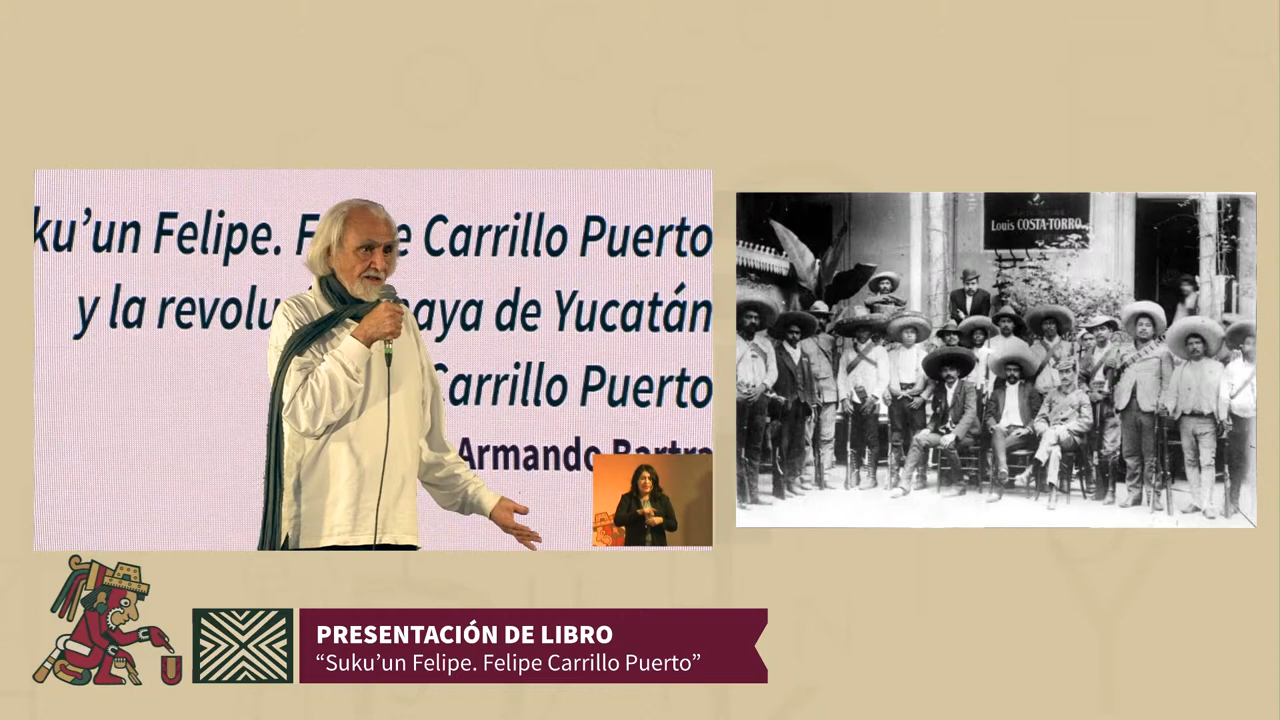 ku’un Felipe. F e Carrillo Puerto
y la revolu aya de Yucatán
Carrillo Puerto
Armando Bartra
Louis COSTA-TORRO
PRESENTACIÓN DE LIBRO
“Suku’un Felipe. Felipe Carrillo Puerto”